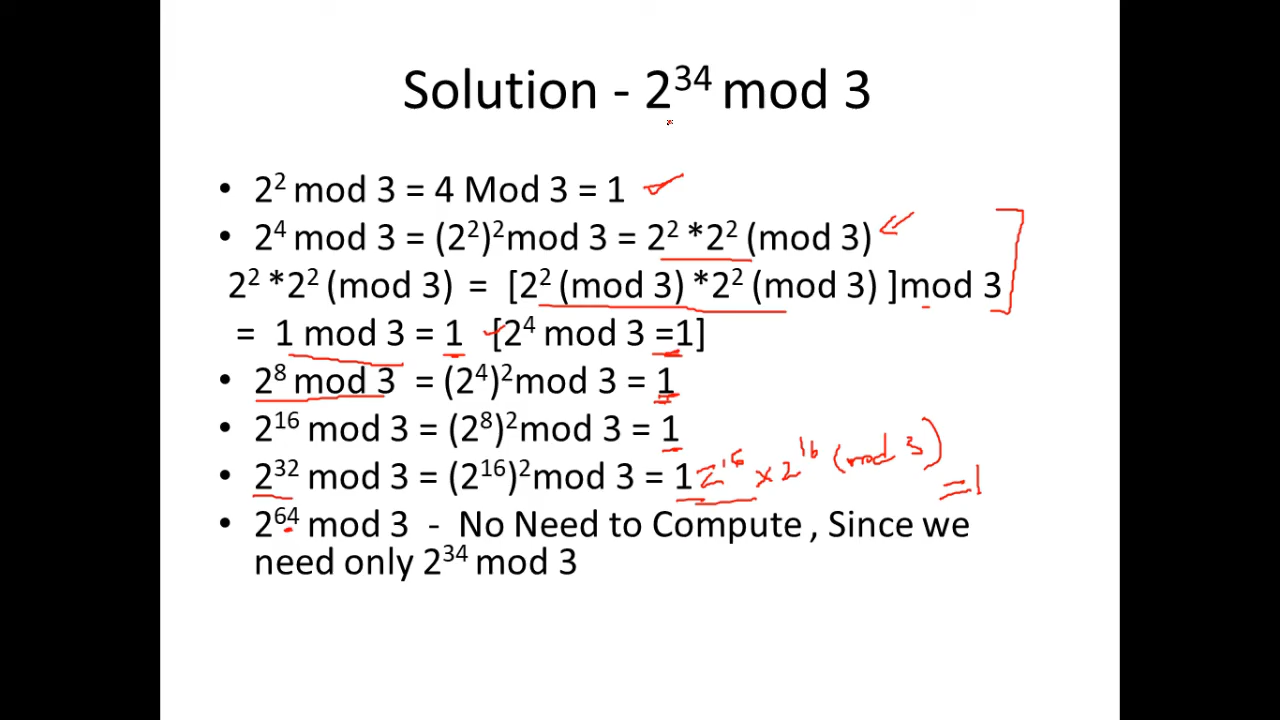 Solution - 2³⁴ mod 3
• 2² mod 3 = 4 Mod 3 = 1
• 2⁴ mod 3 = (2²)²mod 3 = 2² *2² (mod 3)
2² *2² (mod 3) = [2² (mod 3) *2² (mod 3) ]mod 3
= 1 mod 3 = 1 [2⁴ mod 3 =1]
• 2⁸ mod 3 = (2⁴)²mod 3 = 1
• 2¹⁶ mod 3 = (2⁸)²mod 3 = 1
• 2³² mod 3 = (2¹⁶)²mod 3 = 1 2¹⁶ × 2¹⁶ (mod 3) = 1
• 2⁶⁴ mod 3 - No Need to Compute , Since we
need only 2³⁴ mod 3